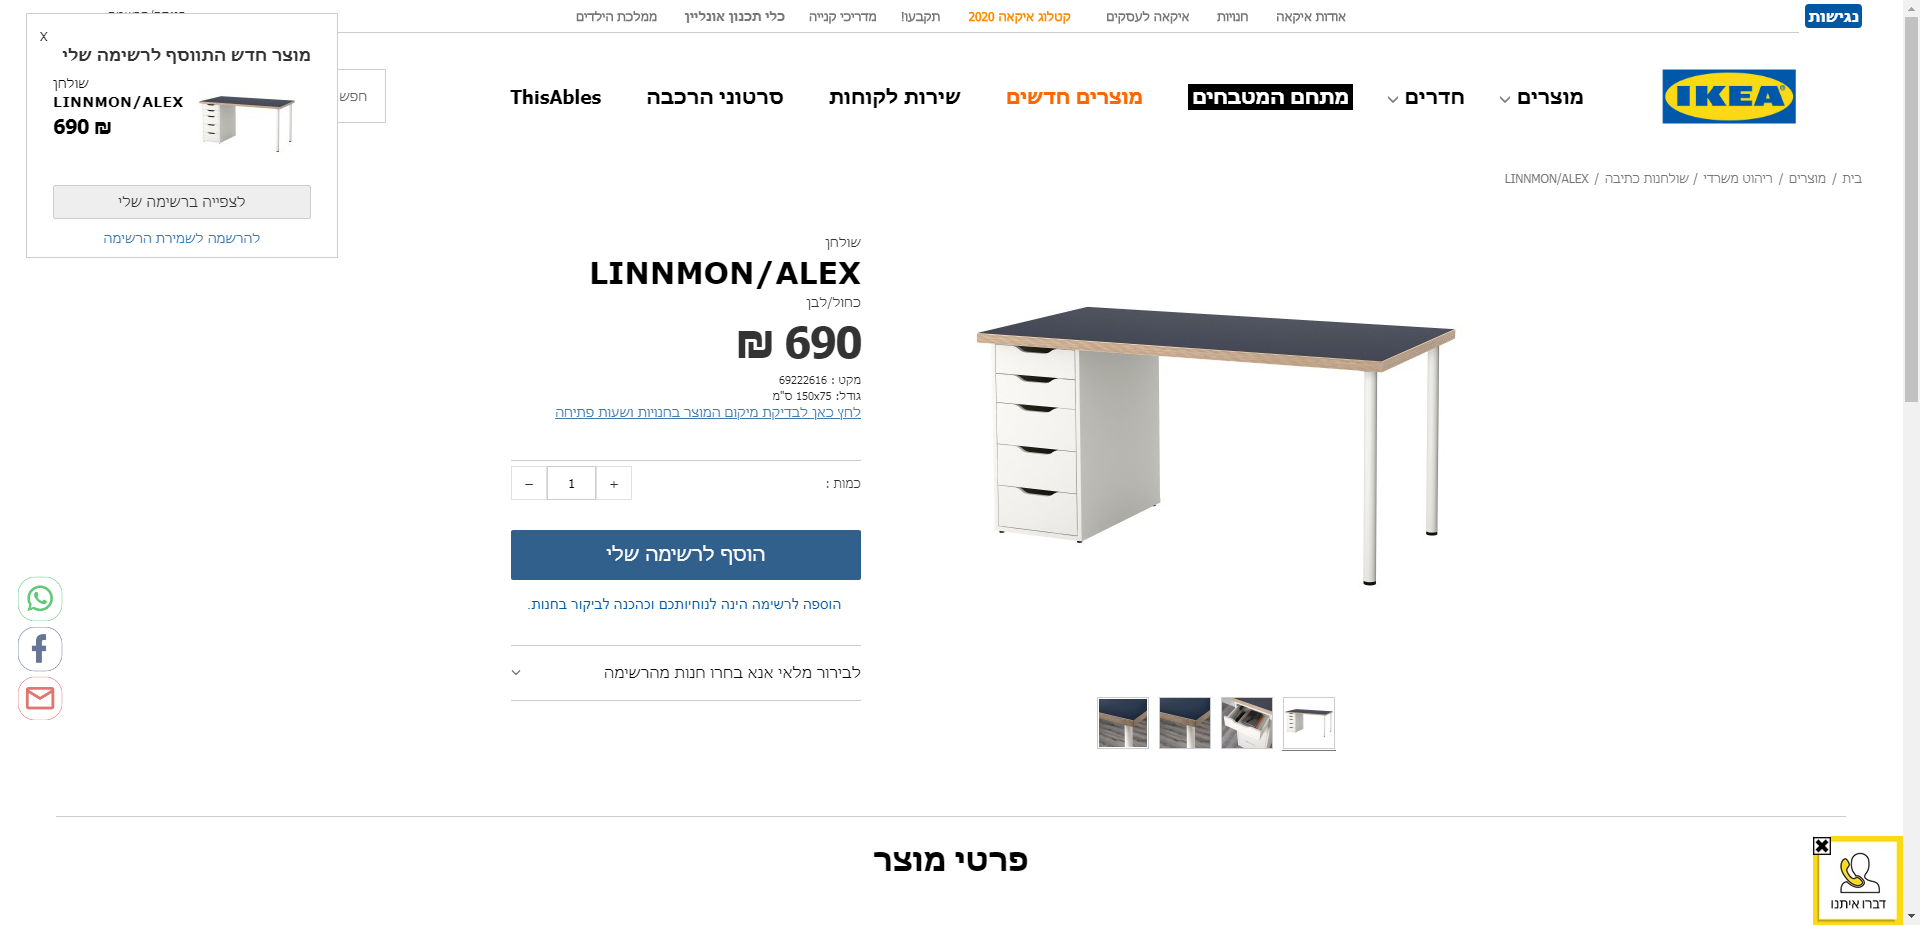 נגישות
אודות איקאה
חנויות
איקאה לעסקים
קטלוג איקאה 2020
תקבעו!
מדריכי קנייה
כלי תכנון אונליין
ממלכת הילדים
IKEA
מוצרים
חדרים
מתחם המטבחים
מוצרים חדשים
שירות לקוחות
סרטוני הרכבה
ThisAbles
חפש
X
מוצר חדש התווסף לרשימה שלי
שולחן
LINNMON/ALEX
690 ₪
לצפייה ברשימה שלי
להרשמה לשמירת הרשימה
בית / מוצרים / ריהוט משרדי / שולחנות כתיבה / LINNMON/ALEX
שולחן
LINNMON/ALEX
כחול/לבן
690 ₪
מקט : 69222616
גודל: 150x75 ס"מ
לחץ כאן לבדיקת מיקום המוצר בחנויות ושעות פתיחה
כמות :
+ 1 −
הוסף לרשימה שלי
הוספה לרשימה הינה לנוחיותכם וכהכנה לביקור בחנות.
לבירור מלאי אנא בחרו חנות מהרשימה
פרטי מוצר
דברו איתנו